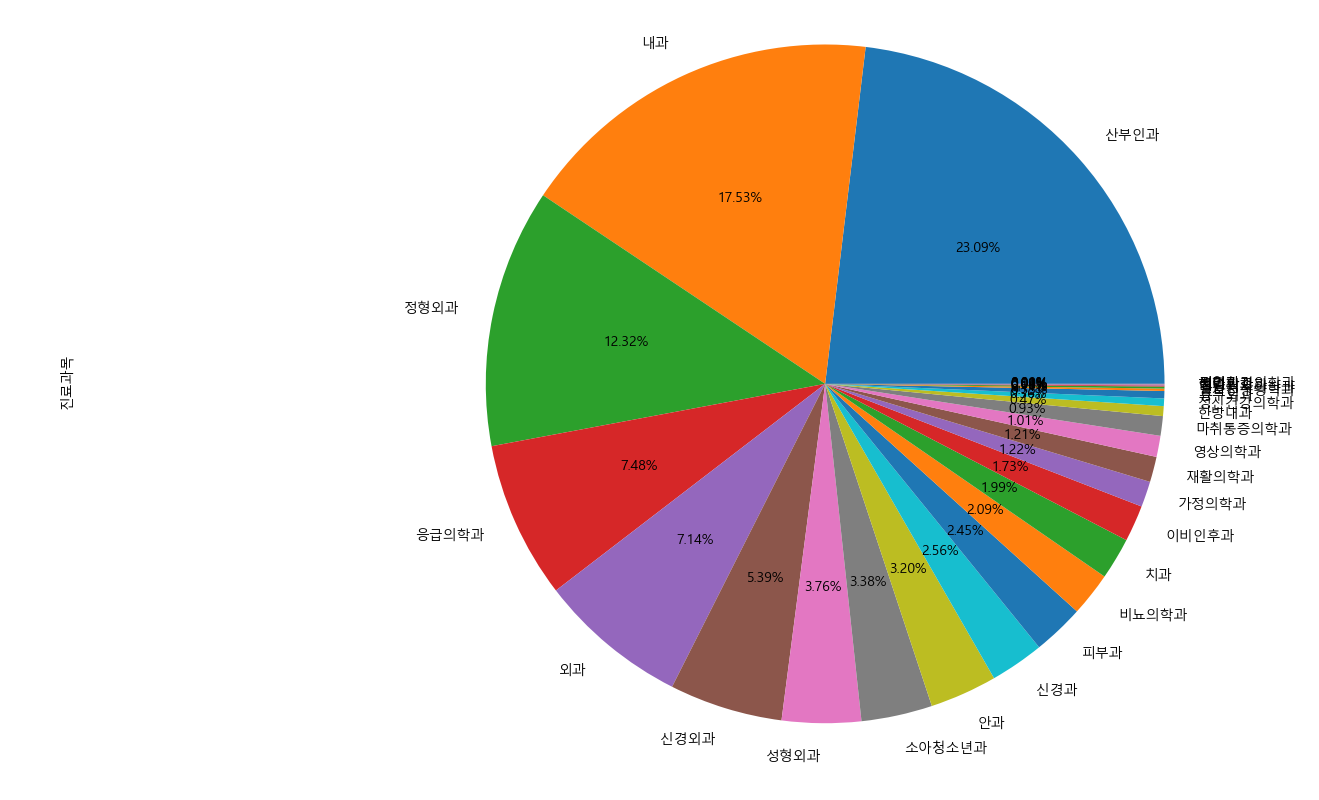 내과
산부인과
17.53%
23.09%
정형외과
12.32%
진료과목
한방내과
0.93%
마취통증의학과
1.01%
1.21%
영상의학과
1.22%
7.48%
1.73%
재활의학과
1.99%
가정의학과
2.09%
응급의학과
2.45%
이비인후과
7.14%
2.56%
3.20%
치과
5.39%
3.76%
3.38%
비뇨의학과
피부과
외과
신경과
안과
신경외과
소아청소년과
성형외과